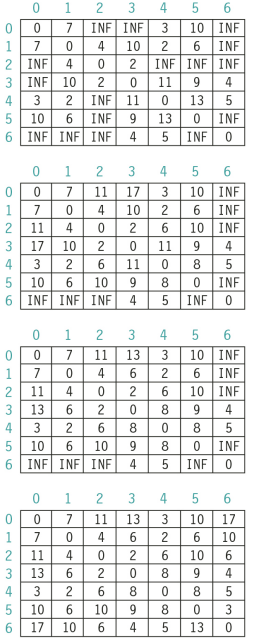 0 1 2 3 4 5 6
0 0 7 INF INF 3 10 INF
1 7 0 4 10 2 6 INF
2 INF 4 0 2 INF INF INF
3 INF 10 2 0 11 9 4
4 3 2 INF 11 0 13 5
5 10 6 INF 9 13 0 INF
6 INF INF INF 4 5 INF 0
0 1 2 3 4 5 6
0 0 7 11 17 3 10 INF
1 7 0 4 10 2 6 INF
2 11 4 0 2 6 10 INF
3 17 10 2 0 11 9 4
4 3 2 6 11 0 8 5
5 10 6 10 9 8 0 INF
6 INF INF INF 4 5 INF 0
0 1 2 3 4 5 6
0 0 7 11 13 3 10 INF
1 7 0 4 6 2 6 INF
2 11 4 0 2 6 10 INF
3 13 6 2 0 8 9 4
4 3 2 6 8 0 8 5
5 10 6 10 9 8 0 INF
6 INF INF INF 4 5 INF 0
0 1 2 3 4 5 6
0 0 7 11 13 3 10 17
1 7 0 4 6 2 6 10
2 11 4 0 2 6 10 6
3 13 6 2 0 8 9 4
4 3 2 6 8 0 8 5
5 10 6 10 9 8 0 3
6 17 10 6 4 5 13 0